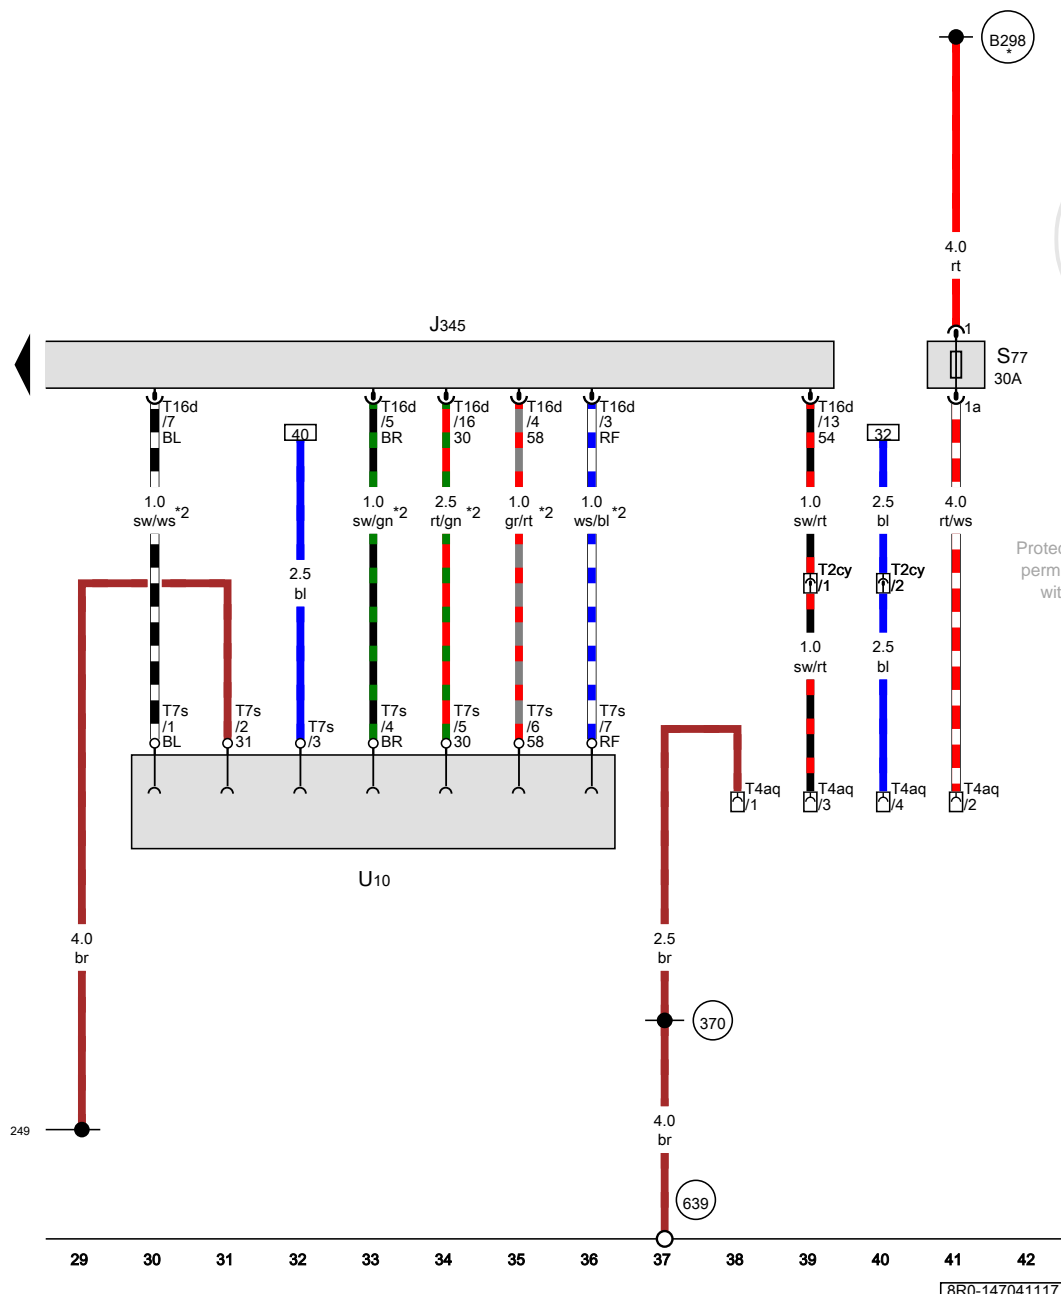 B298
*
4.0
rt
1
J345
S77
30A
T16d
/7
BL
T16d
/5
BR
T16d
/16
30
T16d
/4
58
T16d
/3
RF
T16d
/13
54
1a
40
32
1.0
sw/ws*2
1.0
sw/gn*2
2.5
rt/gn *2
1.0
gr/rt *2
1.0
ws/bl*2
1.0
sw/rt
2.5
bl
4.0
rt/ws
2.5
bl
T2cy
/1
T2cy
/2
1.0
sw/rt
2.5
bl
T7s
/1
BL
T7s
/2
31
T7s
/3
T7s
/4
BR
T7s
/5
30
T7s
/6
58
T7s
/7
RF
T4aq
/1
T4aq
/3
T4aq
/4
T4aq
/2
U10
4.0
br
2.5
br
370
4.0
br
249
639
29 30 31 32 33 34 35 36 37 38 39 40 41 42
8R0-147041117
Protec
permi
wit